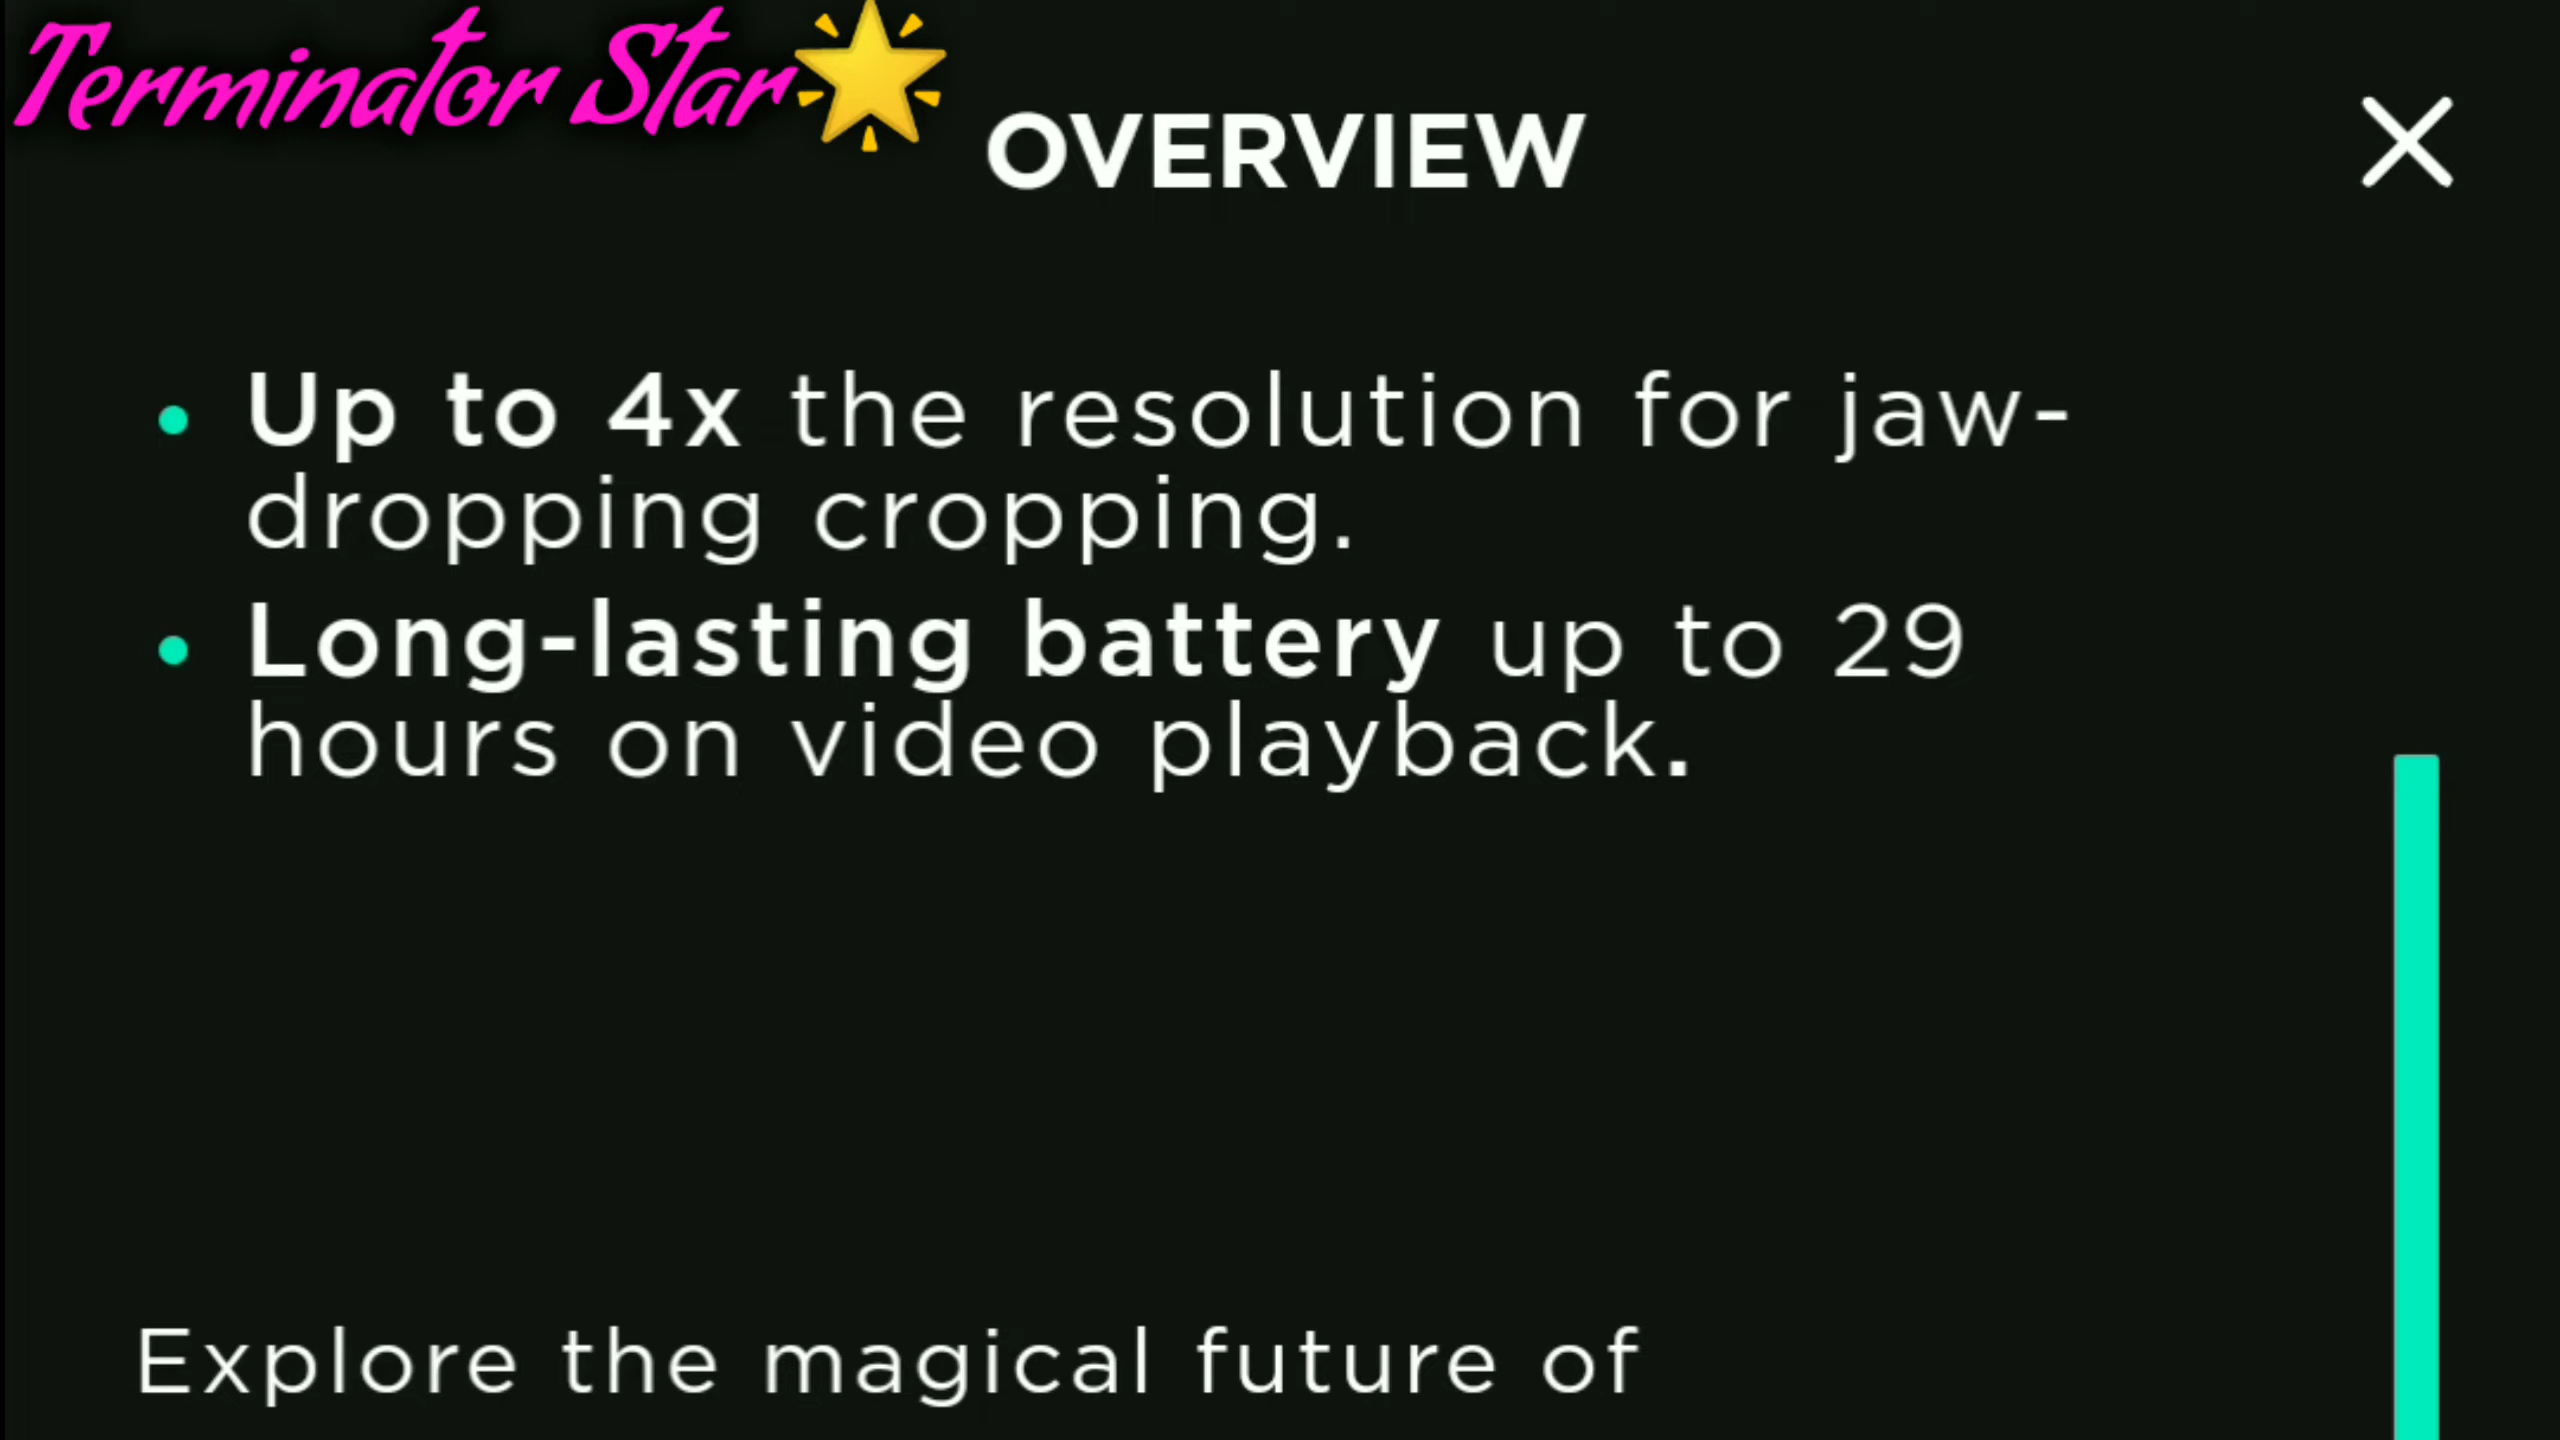 Terminator Star
OVERVIEW
• Up to 4x the resolution for jaw-
dropping cropping.
• Long-lasting battery up to 29
hours on video playback.
Explore the magical future of